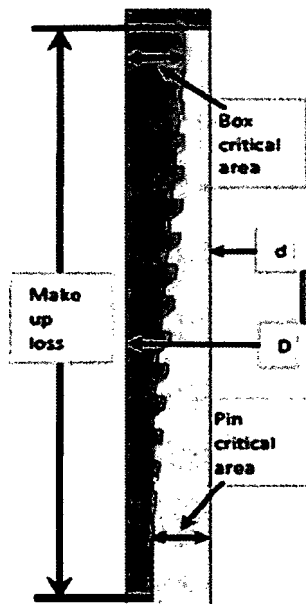 Box
critical
area
d
Make
up
loss
D
Pin
critical
area